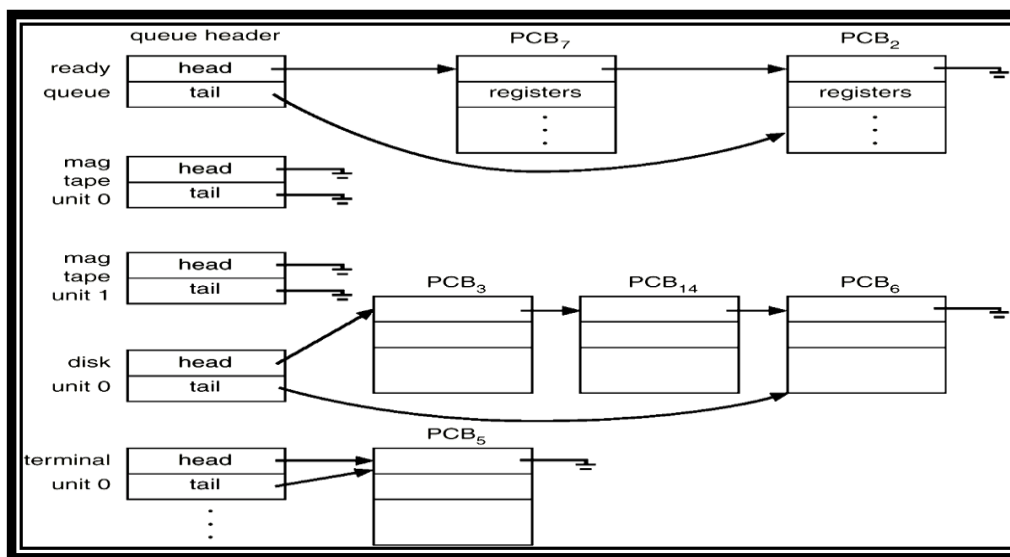 queue header
PCB₇
PCB₂
ready
queue
head
tail
registers
registers
mag
tape
unit 0
head
tail
mag
tape
unit 1
head
tail
PCB₃
PCB₁₄
PCB₆
disk
unit 0
head
tail
PCB₅
terminal
unit 0
head
tail